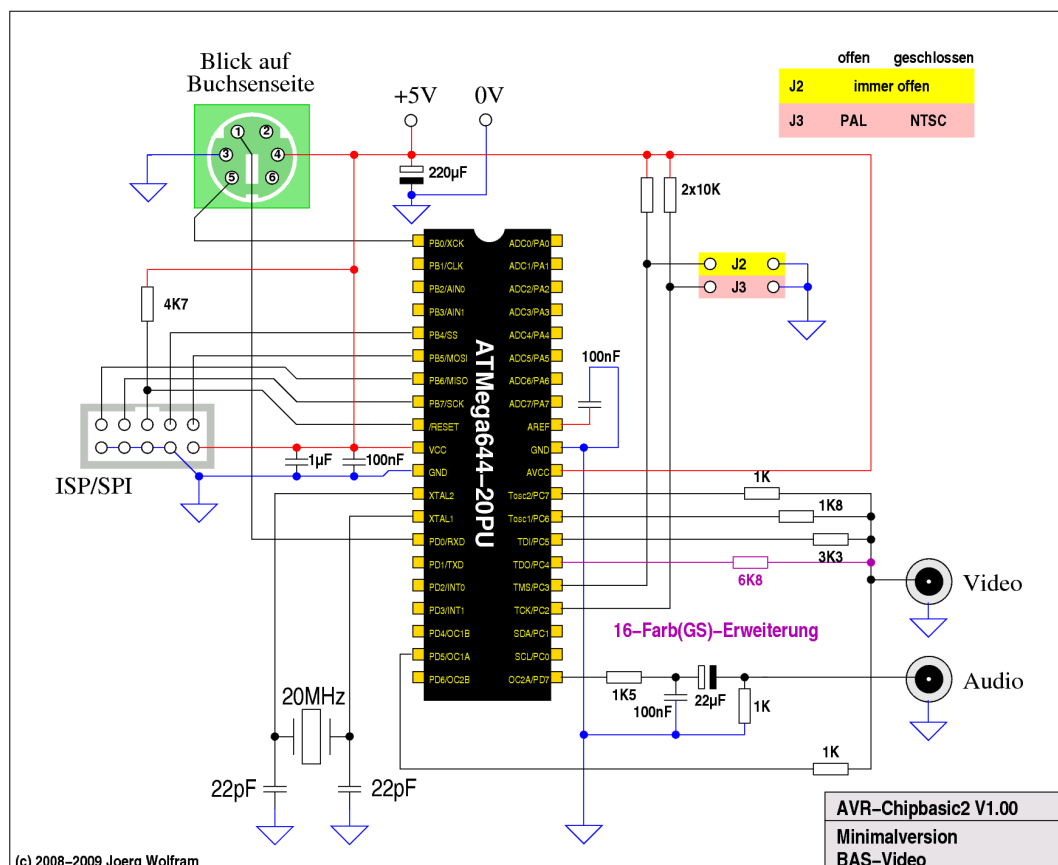 Blick auf
Buchsenseite
offen geschlossen
J2 immer offen
J3 PAL NTSC
+5V 0V
1
2
3
4
5
6
220µF
2x10K
J2
J3
4K7
100nF
ATMega644-20PU
PB0/XCK
PB1/CLK
PB2/AIN0
PB3/AIN1
PB4/SS
PB5/MOSI
PB6/MISO
PB7/SCK
/RESET
VCC
GND
XTAL2
XTAL1
PD0/RXD
PD1/TXD
PD2/INT0
PD3/INT1
PD4/OC1B
PD5/OC1A
PD6/OC2B
ADC0/PA0
ADC1/PA1
ADC2/PA2
ADC3/PA3
ADC4/PA4
ADC5/PA5
ADC6/PA6
ADC7/PA7
AREF
GND
AVCC
Tosc2/PC7
Tosc1/PC6
TDI/PC5
TDO/PC4
TMS/PC3
TCK/PC2
SDA/PC1
SCL/PC0
OC2A/PD7
ISP/SPI
1µF
100nF
1K
1K8
3K3
6K8
Video
16-Farb(GS)-Erweiterung
Audio
1K5
100nF
22µF
1K
1K
20MHz
22pF
22pF
AVR-Chipbasic2 V1.00
Minimalversion
BAS-Video
(c) 2008-2009 Joerg Wolfram